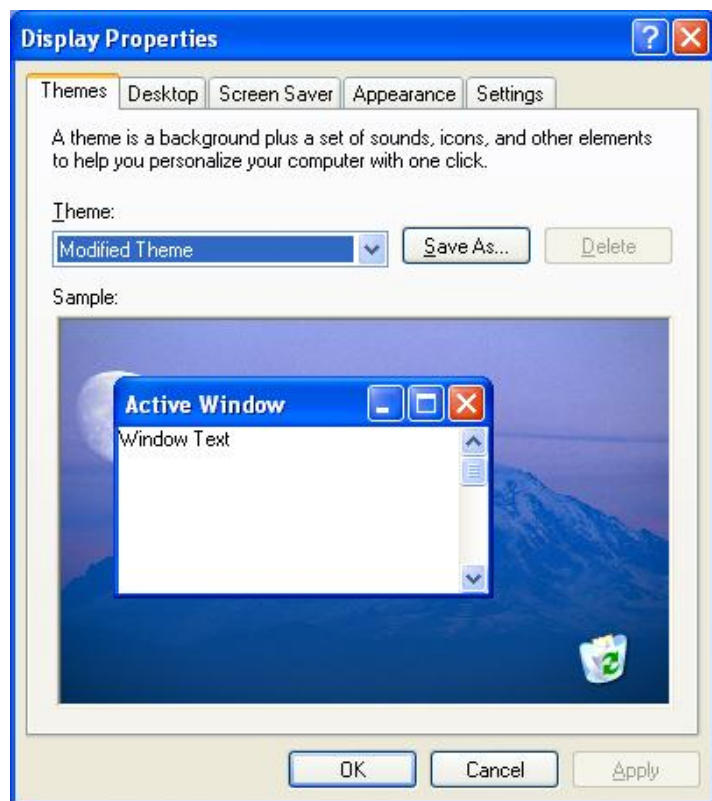 Display Properties
Themes Desktop Screen Saver Appearance Settings
A theme is a background plus a set of sounds, icons, and other elements
to help you personalize your computer with one click.
Theme:
Modified Theme Save As... Delete
Sample:
Active Window
Window Text
OK Cancel Apply